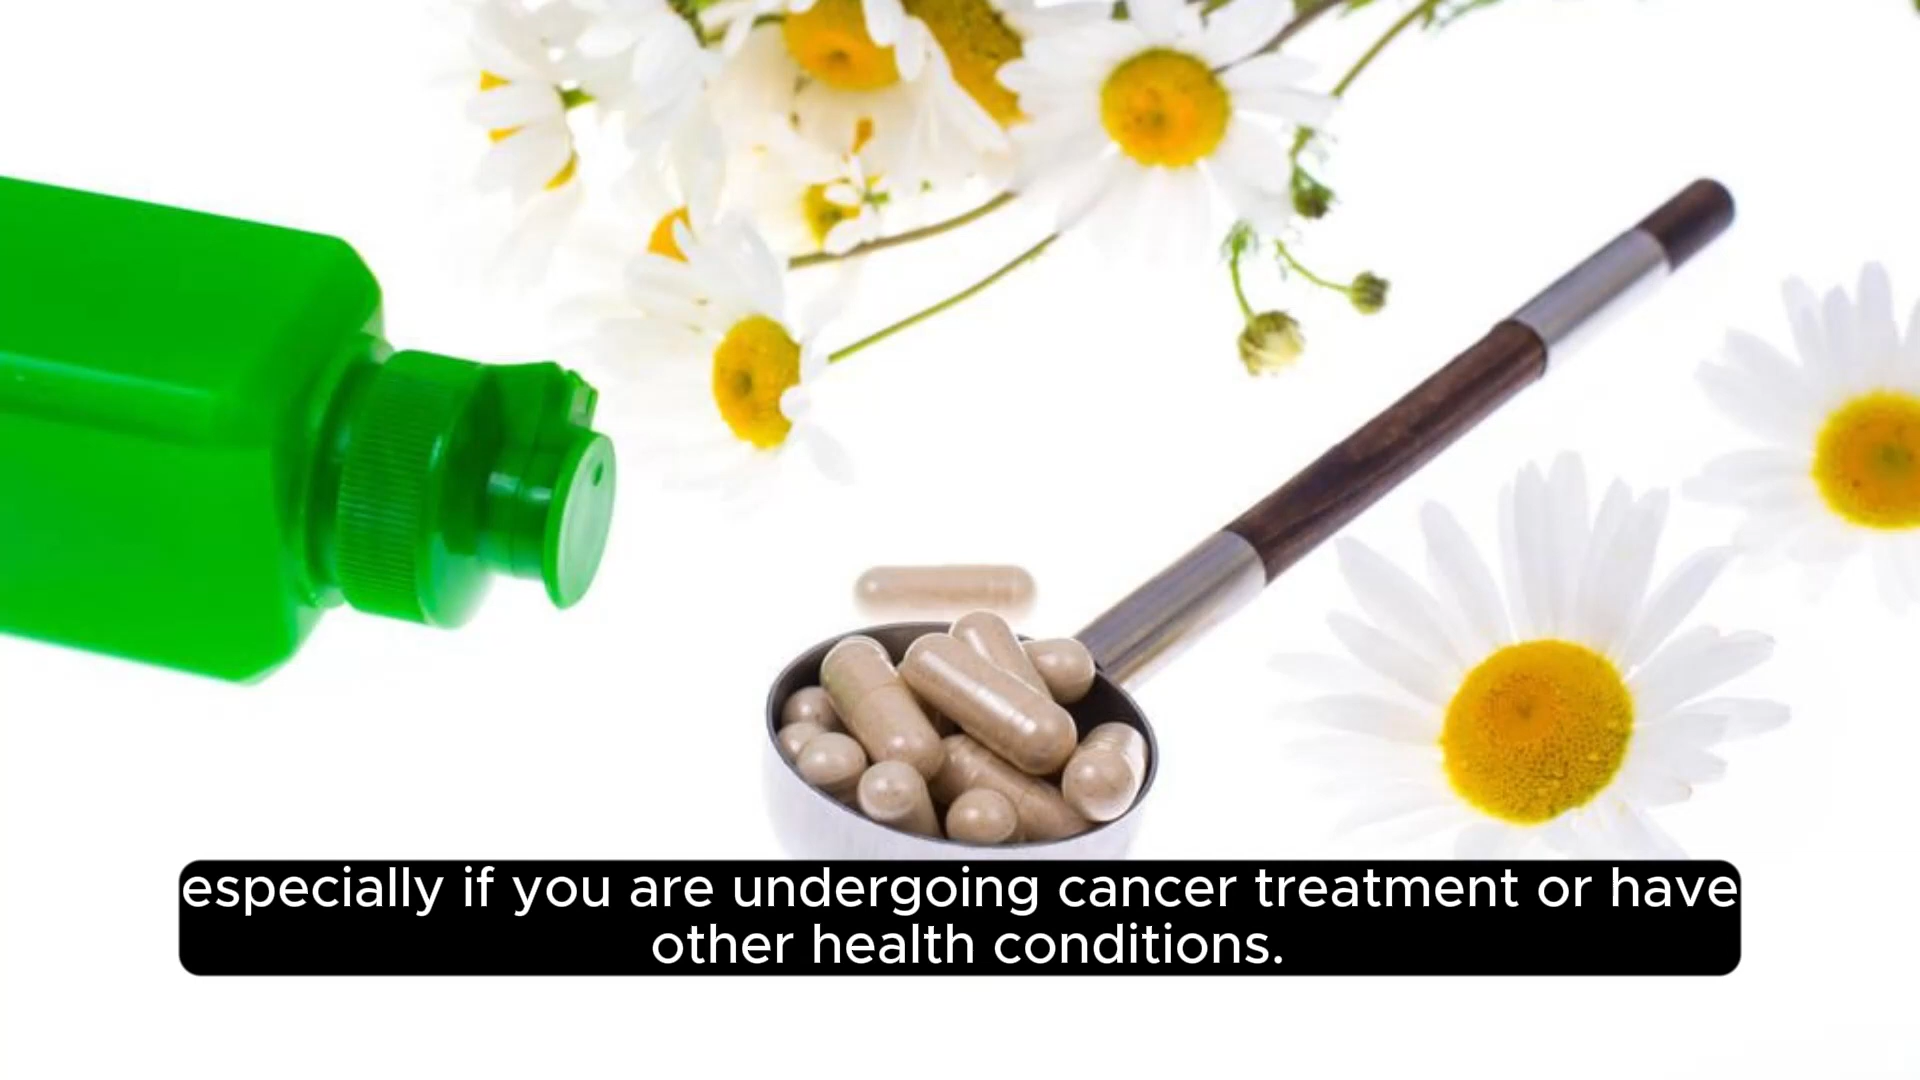 especially if you are undergoing cancer treatment or have
other health conditions.